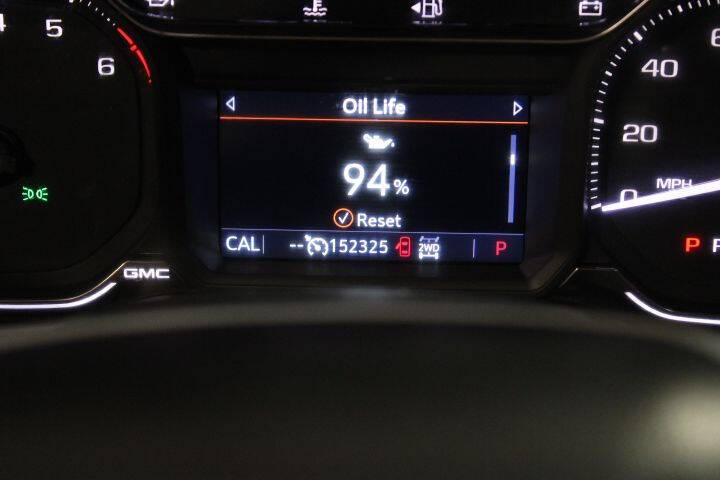 5
6
Oil Life
94%
Reset
CAL -- 152325 2WD P
GMC
40
20
0
MPH
P